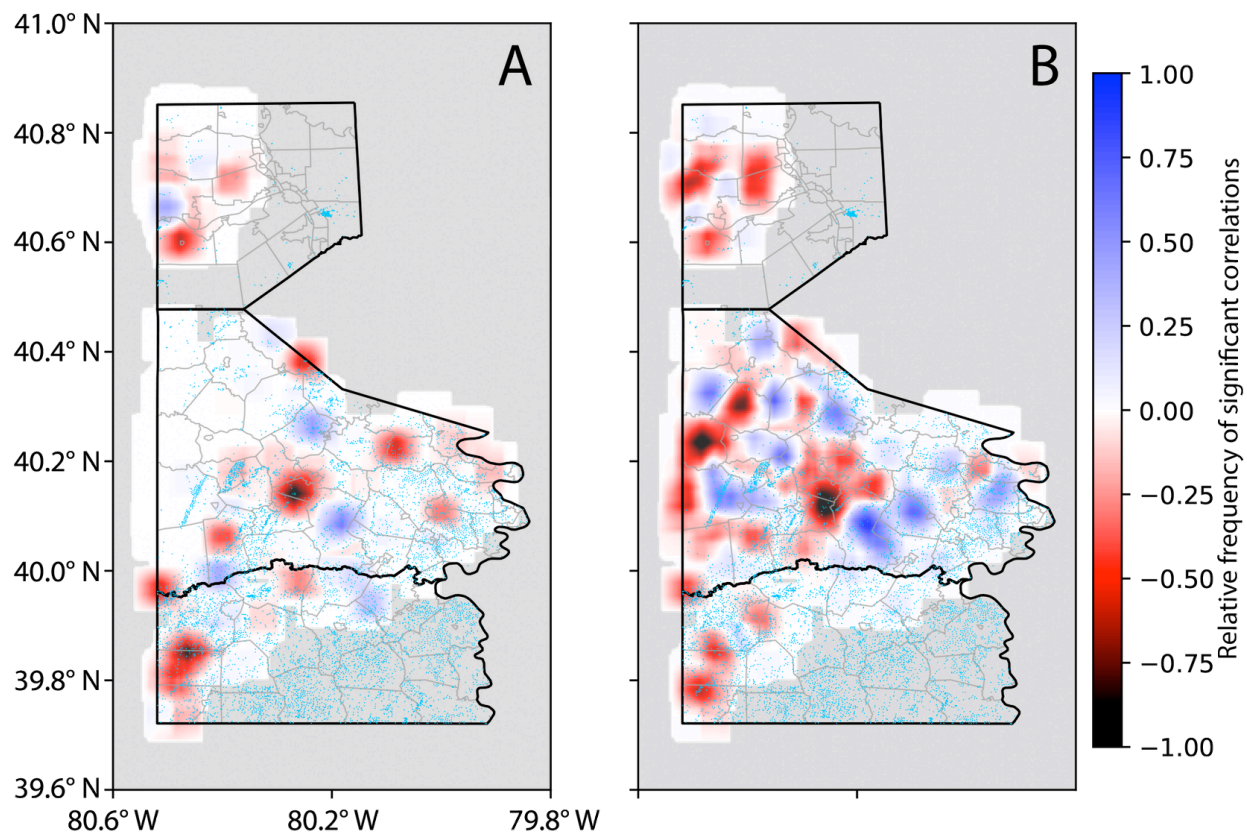 41.0° N
40.8° N
40.6° N
40.4° N
40.2° N
40.0° N
39.8° N
39.6° N
80.6° W
80.2° W
79.8° W
A
B
1.00
0.75
0.50
0.25
0.00
−0.25
−0.50
−0.75
−1.00
Relative frequency of significant correlations